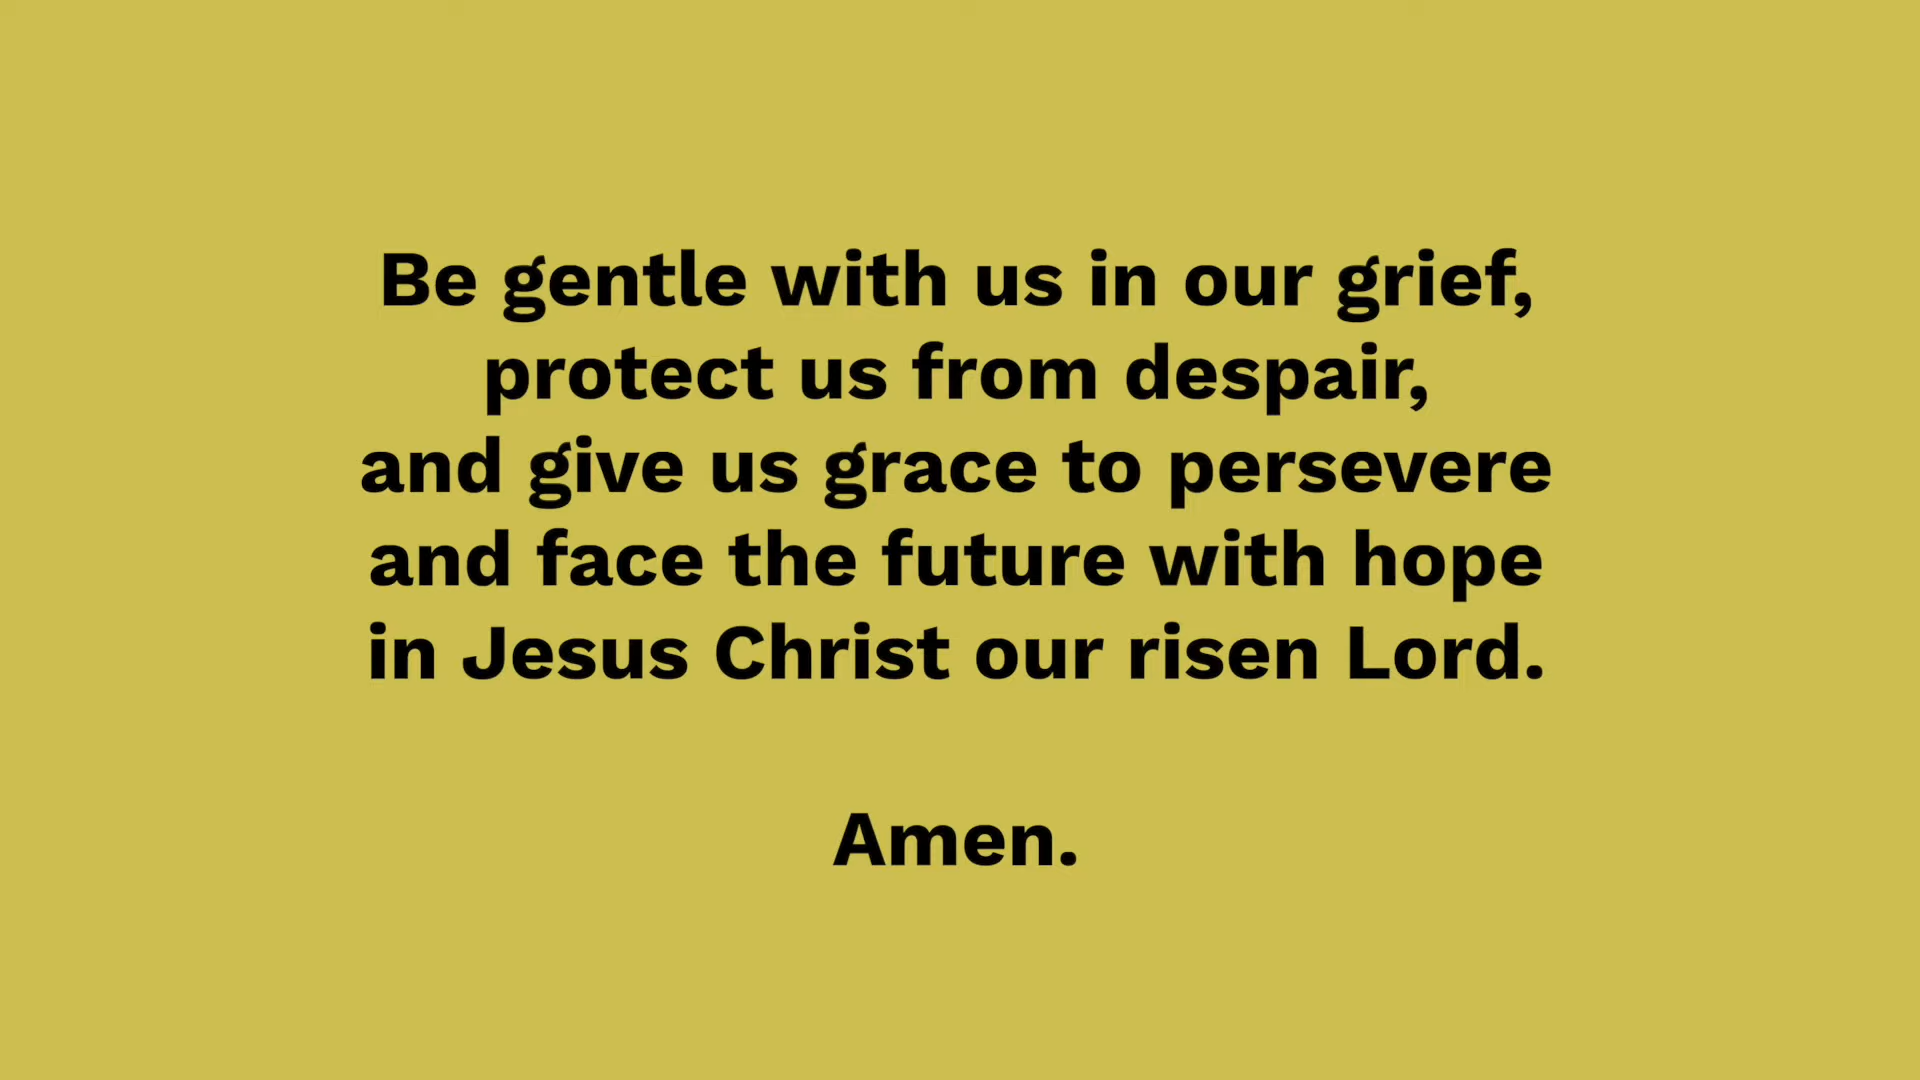 Be gentle with us in our grief,
protect us from despair,
and give us grace to persevere
and face the future with hope
in Jesus Christ our risen Lord.
Amen.